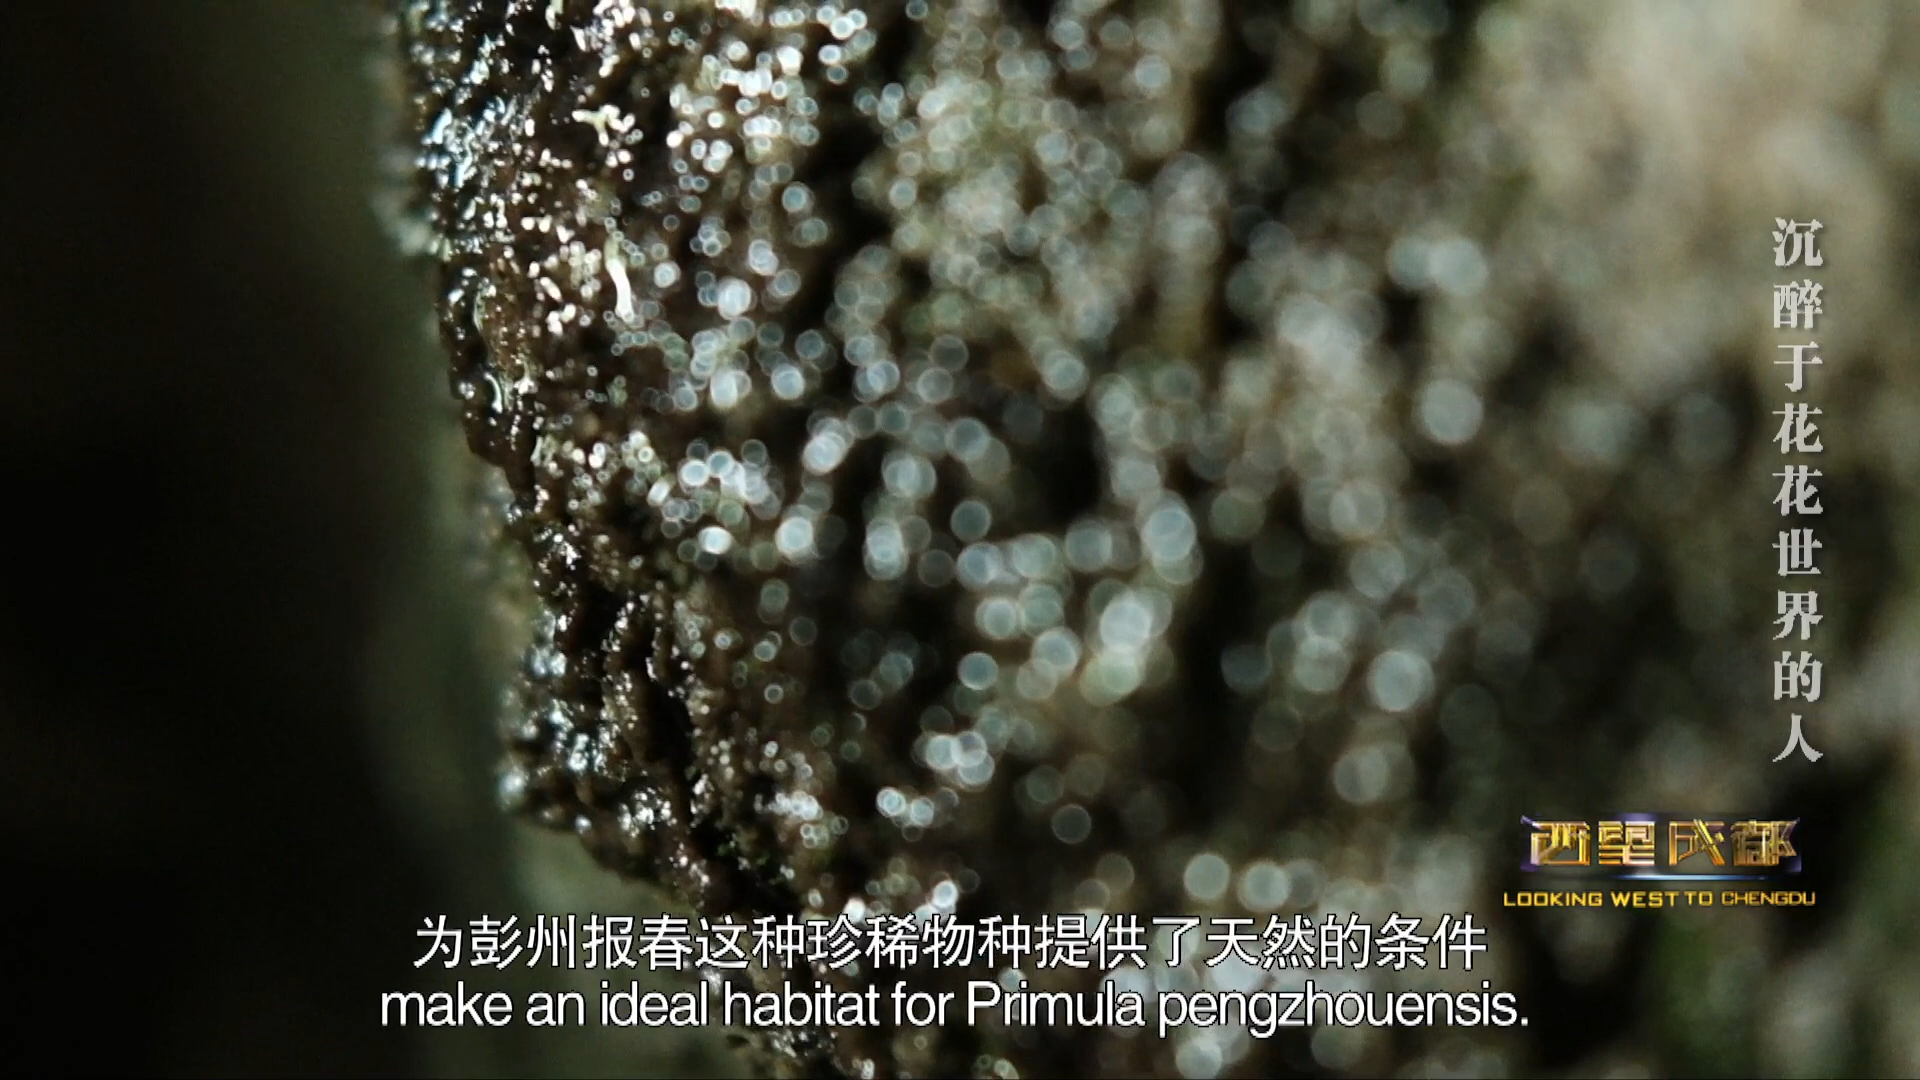 沉醉于花花世界的人
西望成都
LOOKING WEST TO CHENGDU
为彭州报春这种珍稀物种提供了天然的条件
make an ideal habitat for Primula pengzhouensis.